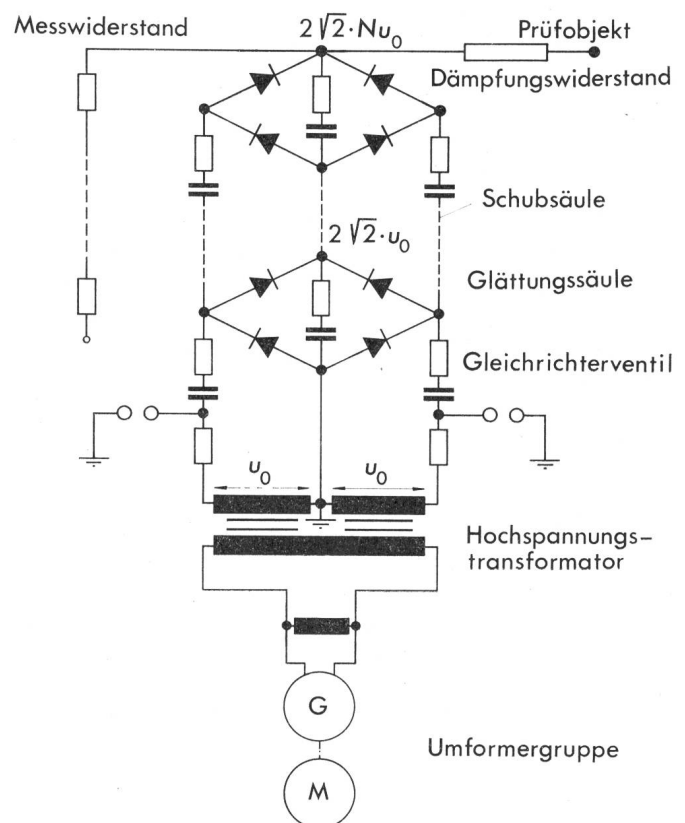 Messwiderstand
2√2·Nu₀
Prüfobjekt
Dämpfungswiderstand
Schubsäule
2√2·u₀
Glättungssäule
Gleichrichterventil
u₀
u₀
Hochspannungs-
transformator
G
Umformergruppe
M